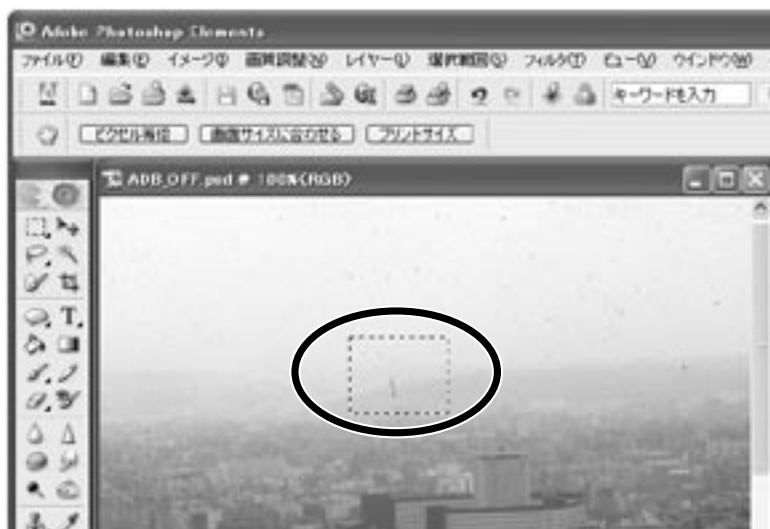 Adobe Photoshop Elements
ファイル(F) 編集(E) イメージ(I) 画質調整(N) レイヤー(L) 選択範囲(S) フィルタ(T) ビュー(V) ウインドウ(W)
キーワードを入力
ピクセル等倍 画面サイズに合わせる プリントサイズ
ADB_OFF.psd @ 100%(RGB)
T